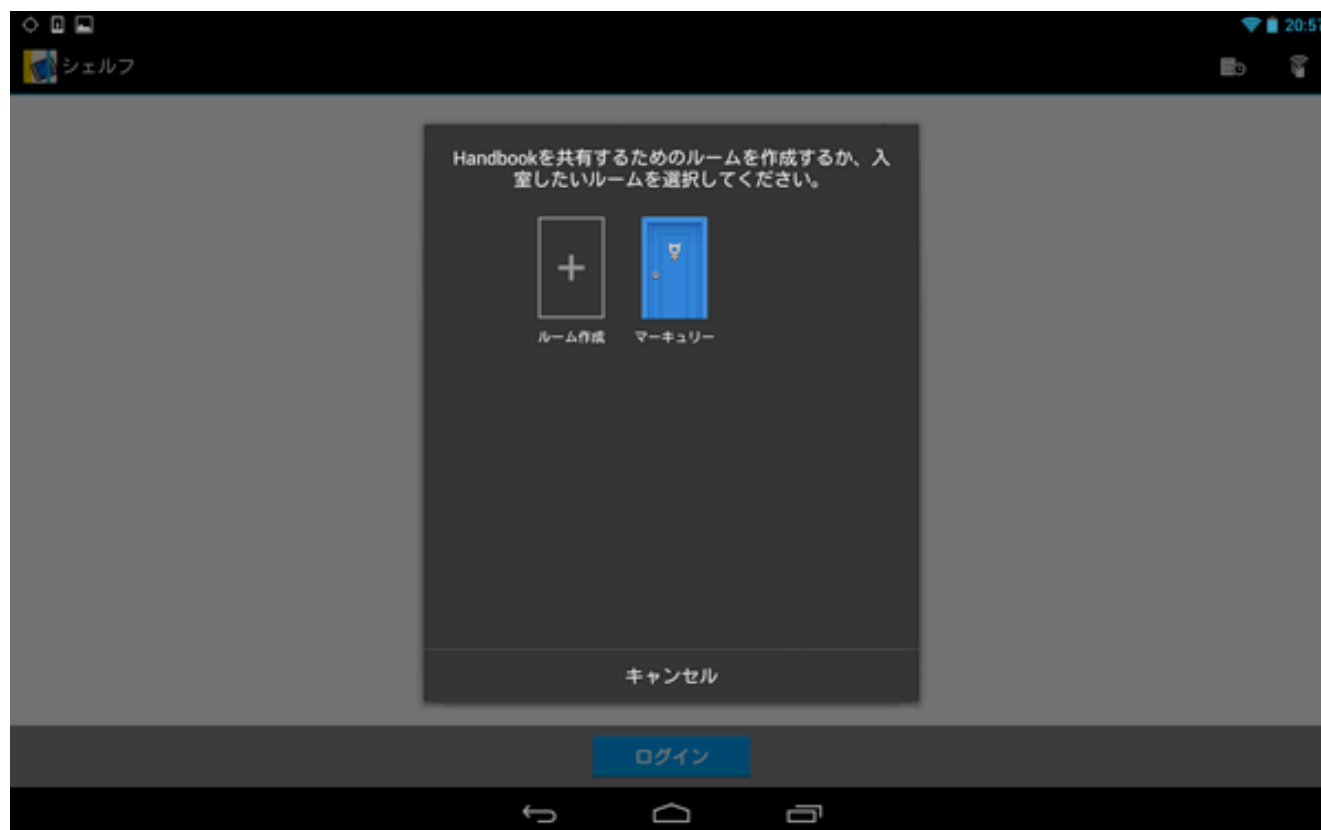 20:57
シェルフ
Handbookを共有するためのルームを作成するか、入
室したいルームを選択してください。
ルーム作成 マーキュリー
キャンセル
ログイン